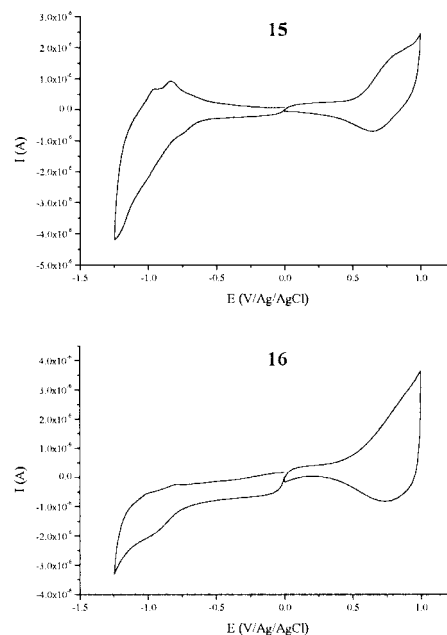 15
3.0x10⁻⁶
2.0x10⁻⁶
1.0x10⁻⁶
0.0
-1.0x10⁻⁶
-2.0x10⁻⁶
-3.0x10⁻⁶
-4.0x10⁻⁶
-5.0x10⁻⁶
I (A)
-1.5 -1.0 -0.5 0.0 0.5 1.0
E (V/Ag/AgCl)
16
4.0x10⁻⁶
3.0x10⁻⁶
2.0x10⁻⁶
1.0x10⁻⁶
0.0
-1.0x10⁻⁶
-2.0x10⁻⁶
-3.0x10⁻⁶
-4.0x10⁻⁶
I (A)
-1.5 -1.0 -0.5 0.0 0.5 1.0
E (V/Ag/AgCl)